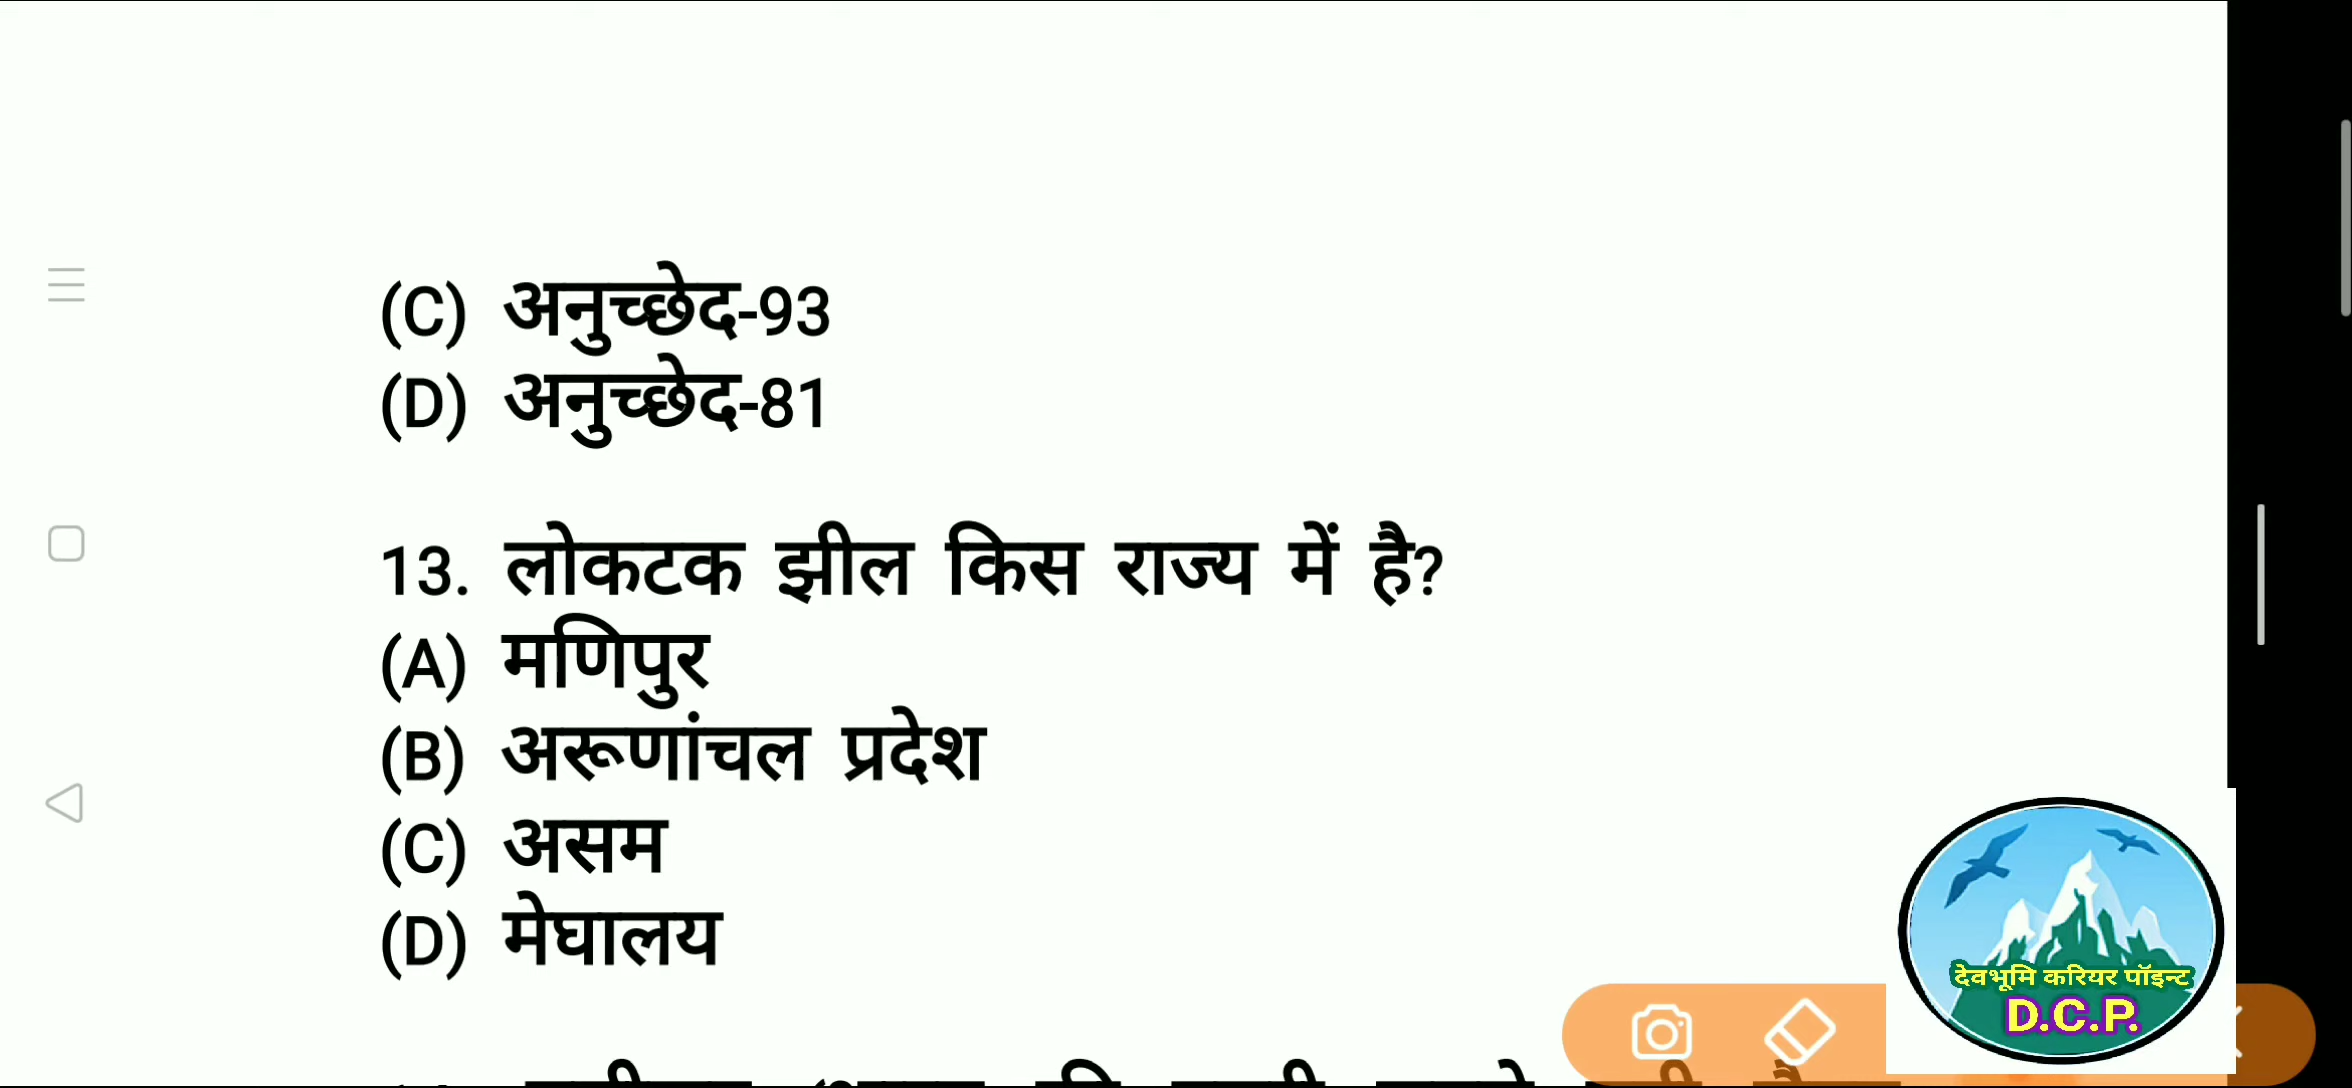 (C) अनुच्छेद-93
(D) अनुच्छेद-81
13. लोकटक झील किस राज्य में है?
(A) मणिपुर
(B) अरूणांचल प्रदेश
(C) असम
(D) मेघालय
देवभूमि करियर पॉइन्ट
D.C.P.